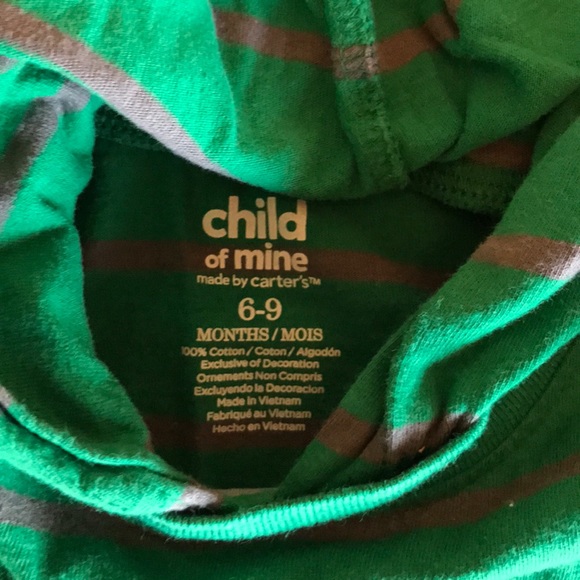 child
of mine
made by carter's™
6-9
MONTHS / MOIS
100% Cotton / Coton / Algodón
Exclusive of Decoration
Ornements Non Compris
Excluyendo la Decoracion
Made in Vietnam
Fabriqué au Vietnam
Hecho en Vietnam